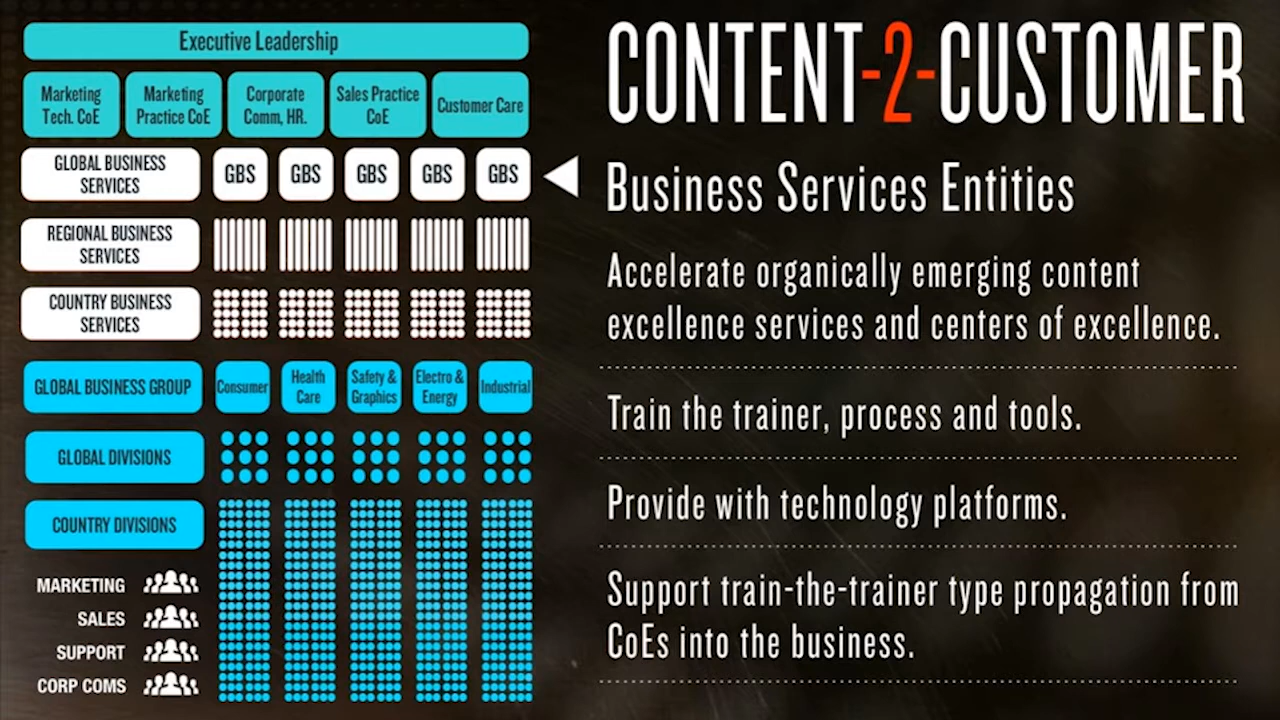 Executive Leadership
Marketing
Tech. CoE
Marketing
Practice CoE
Corporate
Comm, HR.
Sales Practice
CoE
Customer Care
GLOBAL BUSINESS
SERVICES
GBS GBS GBS GBS GBS
REGIONAL BUSINESS
SERVICES
COUNTRY BUSINESS
SERVICES
GLOBAL BUSINESS GROUP
Consumer
Health
Care
Safety &
Graphics
Electro &
Energy
Industrial
GLOBAL DIVISIONS
COUNTRY DIVISIONS
MARKETING
SALES
SUPPORT
CORP COMS
CONTENT-2-CUSTOMER
Business Services Entities
Accelerate organically emerging content
excellence services and centers of excellence.
Train the trainer, process and tools.
Provide with technology platforms.
Support train-the-trainer type propagation from
CoEs into the business.